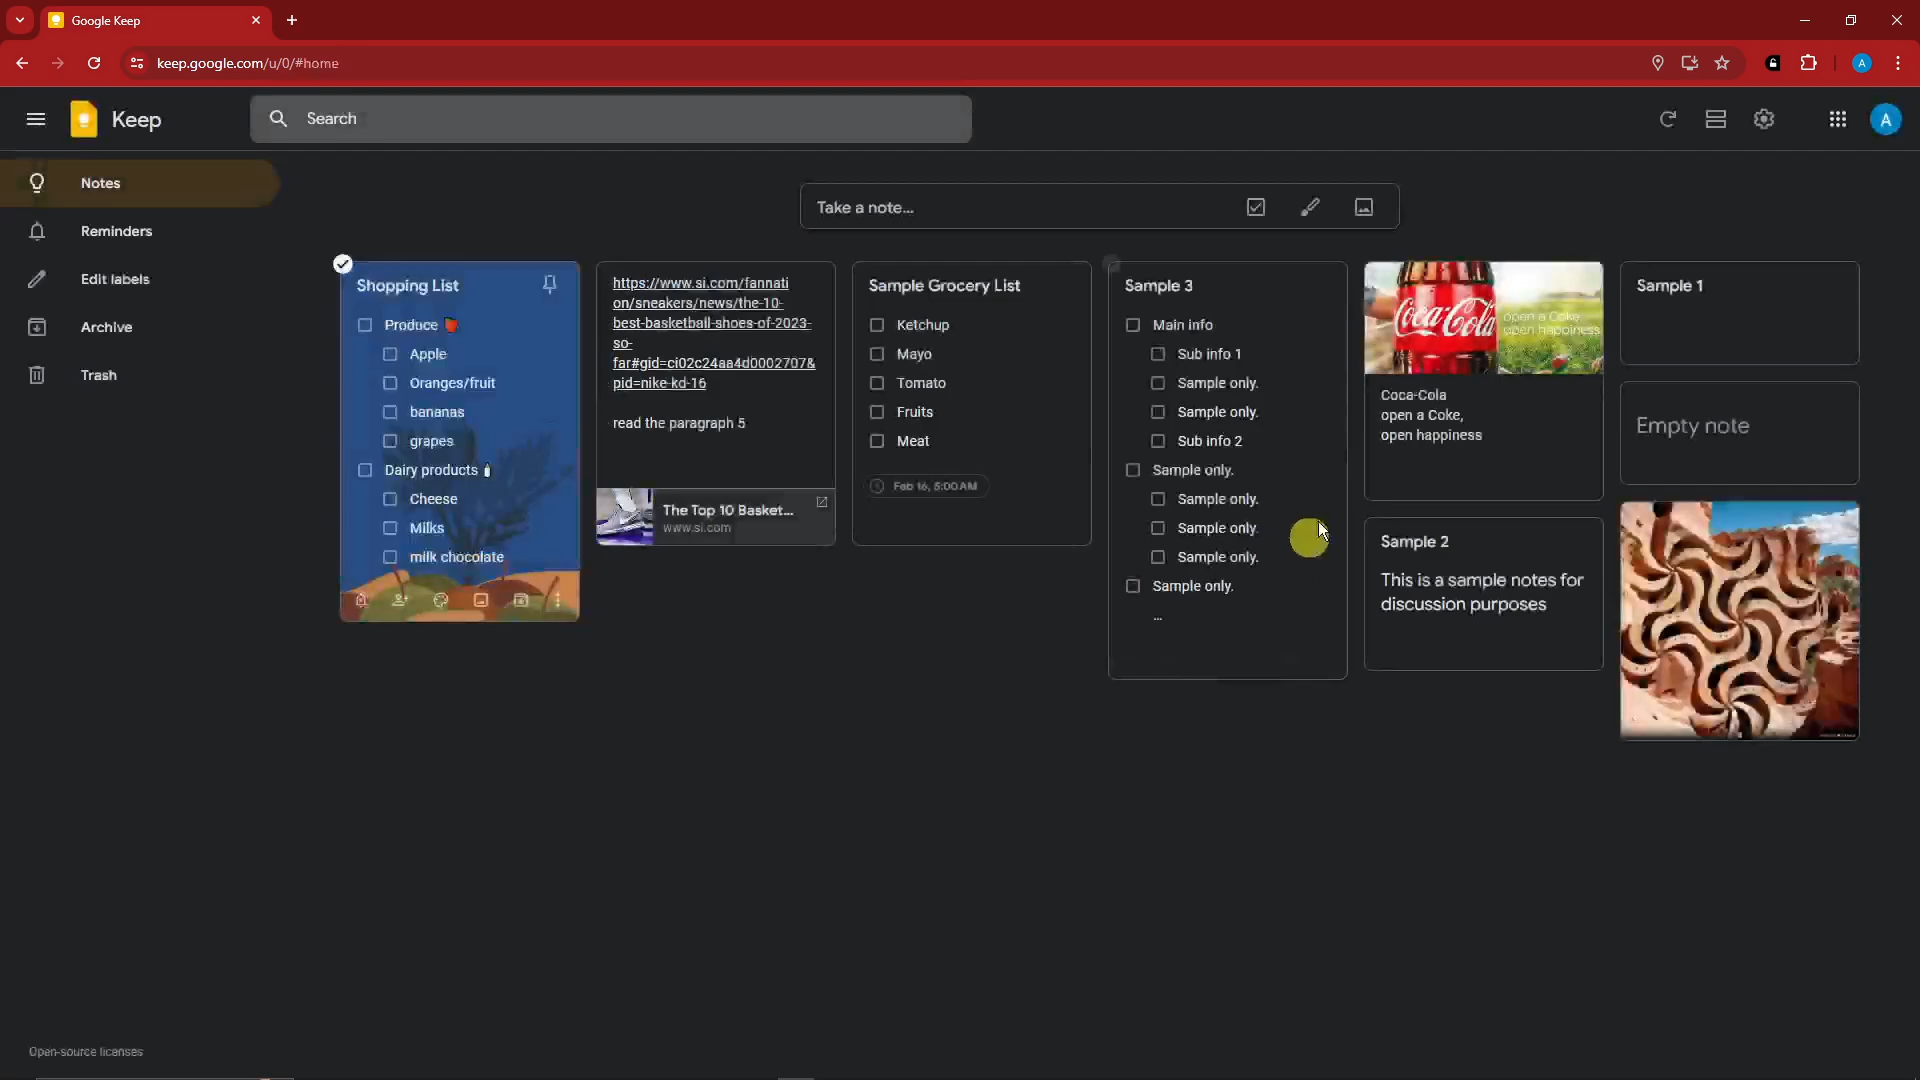 Google Keep
keep.google.com/u/0/#home
A
Keep
Search
A
Notes
Reminders
Edit labels
Archive
Trash
Take a note...
Shopping List
Produce
Apple
Oranges/fruit
bananas
grapes
Dairy products
Cheese
Milks
milk chocolate
https://www.si.com/fannati
on/sneakers/news/the-10-
best-basketball-shoes-of-2023-
so-
far#gid=ci02c24aa4d0002707&
pid=nike-kd-16
read the paragraph 5
The Top 10 Basket...
www.si.com
Sample Grocery List
Ketchup
Mayo
Tomato
Fruits
Meat
Feb 16, 5:00 AM
Sample 3
Main info
Sub info 1
Sample only.
Sample only.
Sub info 2
Sample only.
Sample only.
Sample only.
Sample only.
Sample only.
...
Coca-Cola
open a Coke,
open happiness
Coca-Cola
open a Coke,
open happiness
Sample 2
This is a sample notes for
discussion purposes
Sample 1
Empty note
Open-source licenses